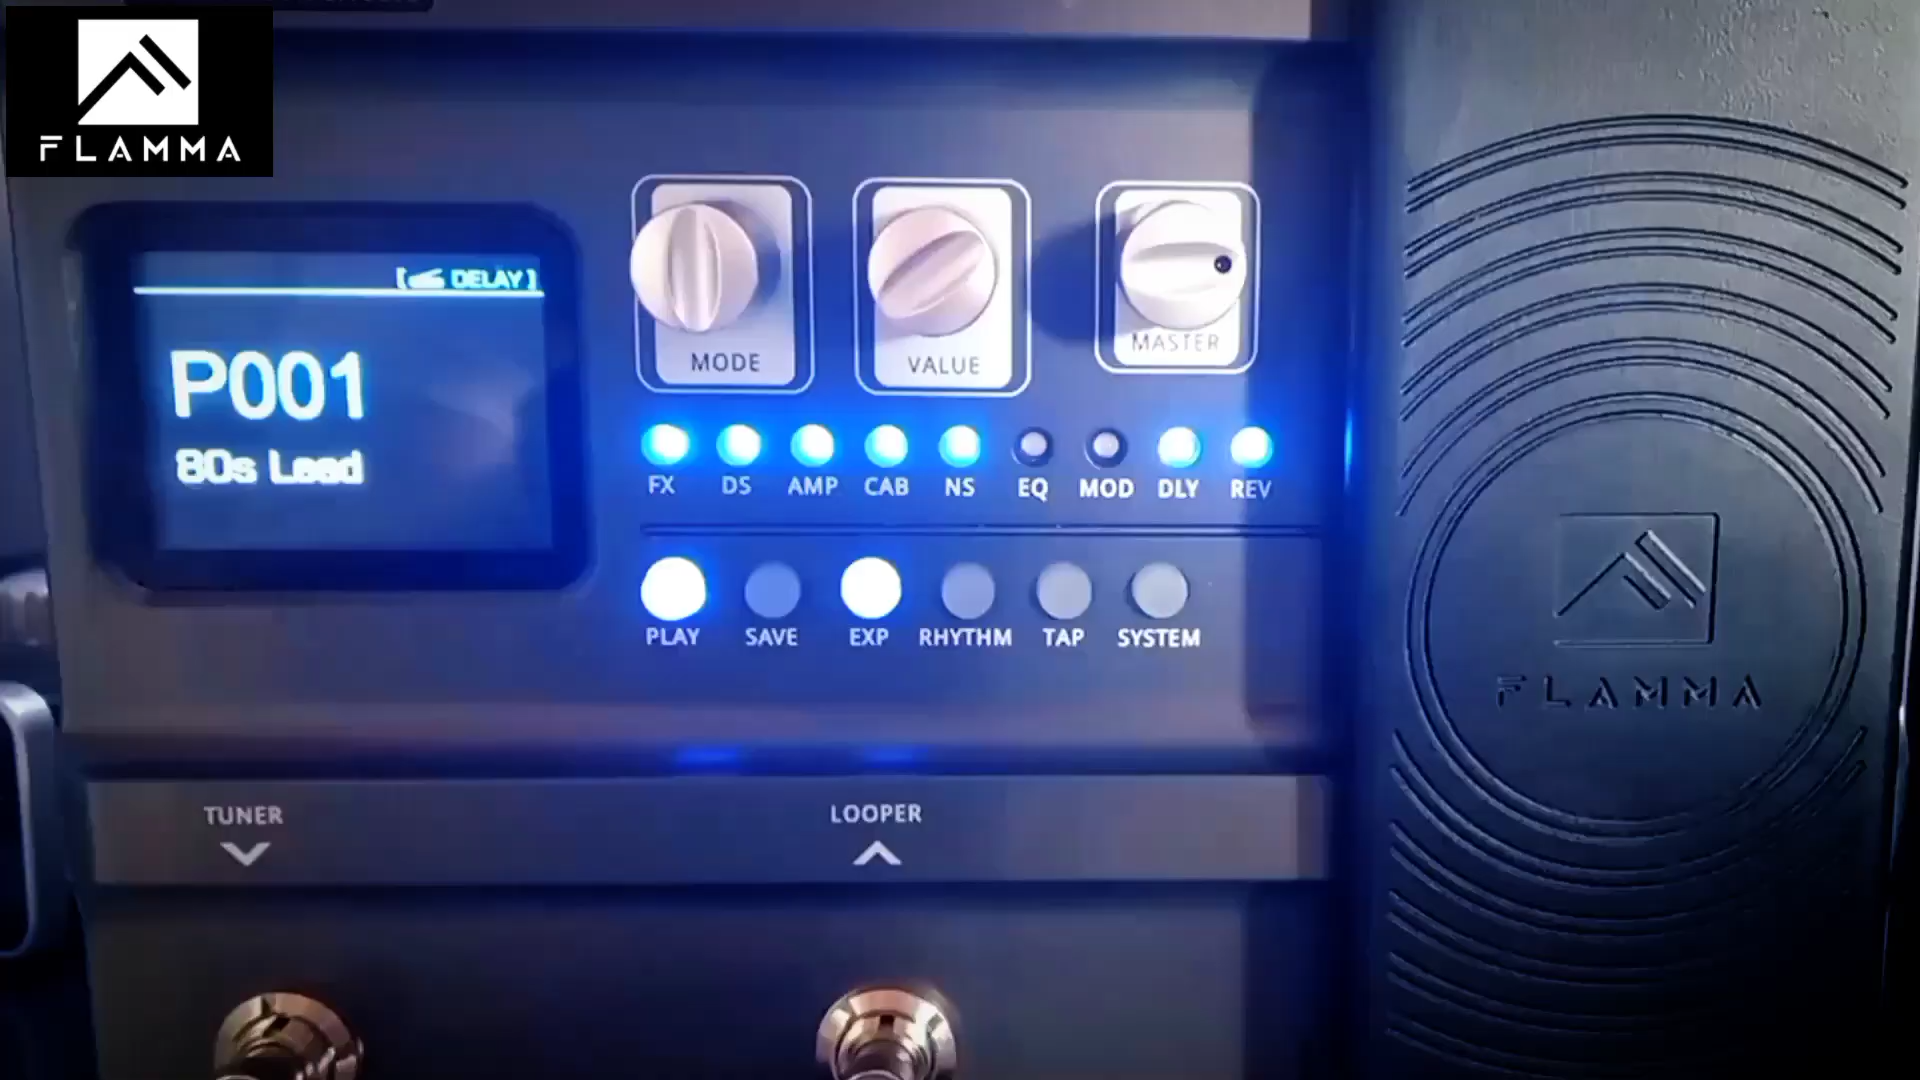 FLAMMA
[ DELAY ]
P001
80s Lead
MODE
VALUE
MASTER
FX DS AMP CAB NS EQ MOD DLY REV
PLAY SAVE EXP RHYTHM TAP SYSTEM
FLAMMA
TUNER
LOOPER